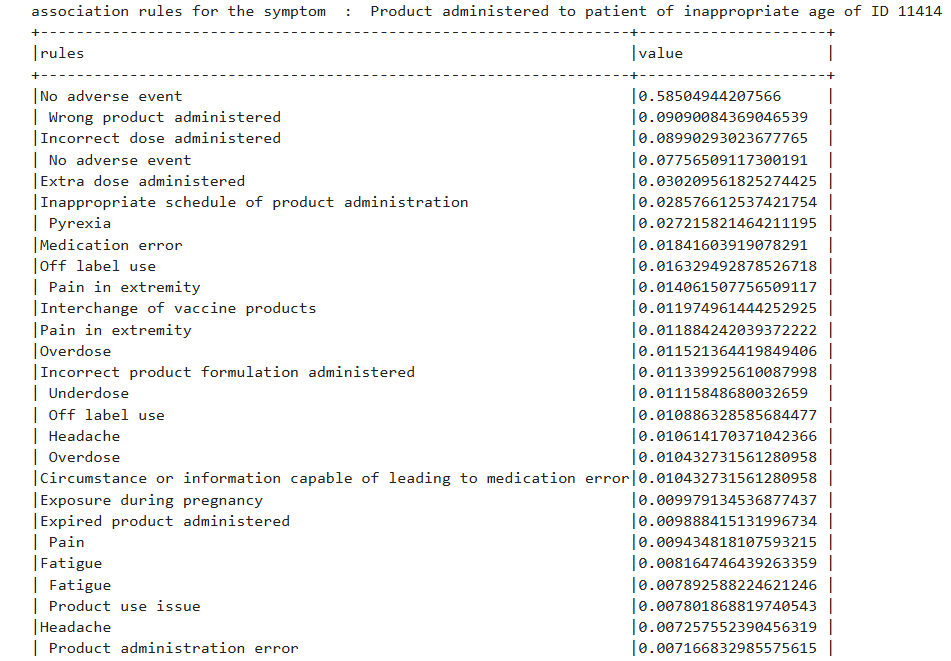 association rules for the symptom  :  Product administered to patient of inappropriate age of ID 11414
+----------------------------------------------------------------------+----------------------+
|rules |value |
+----------------------------------------------------------------------+----------------------+
|No adverse event |0.58504944207566 |
| Wrong product administered |0.09090084369046539 |
|Incorrect dose administered |0.08990293023677765 |
| No adverse event |0.07756509117300191 |
|Extra dose administered |0.030209561825274425 |
|Inappropriate schedule of product administration |0.028576612537421754 |
| Pyrexia |0.027215821464211195 |
|Medication error |0.01841603919078291 |
|Off label use |0.016329492878526718 |
| Pain in extremity |0.014061507756509117 |
|Interchange of vaccine products |0.011974961444252925 |
|Pain in extremity |0.011884242039372222 |
|Overdose |0.011521364419849406 |
|Incorrect product formulation administered |0.011339925610087998 |
| Underdose |0.01115848680032659 |
| Off label use |0.010886328585684477 |
| Headache |0.010614170371042366 |
| Overdose |0.010432731561280958 |
|Circumstance or information capable of leading to medication error|0.010432731561280958 |
|Exposure during pregnancy |0.009979134536877437 |
|Expired product administered |0.009888415131996734 |
| Pain |0.009434818107593215 |
|Fatigue |0.008164746439263359 |
| Fatigue |0.007892588224621246 |
| Product use issue |0.007801868819740543 |
|Headache |0.007257552390456319 |
| Product administration error |0.007166832985575615 |